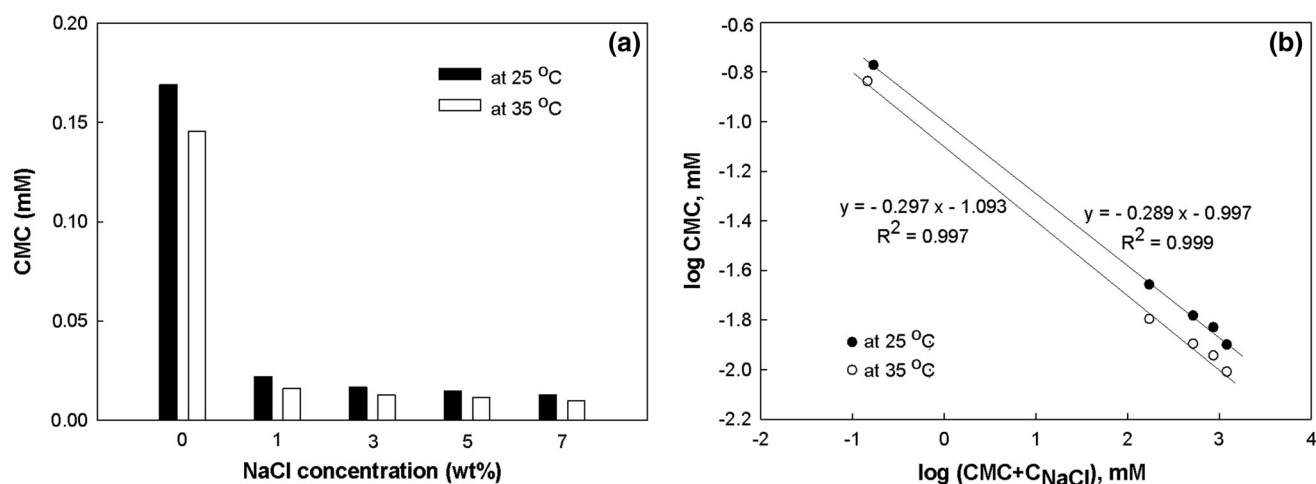 (a)
0.20
0.15
0.10
0.05
0.00
CMC (mM)
at 25 °C
at 35 °C
0 1 3 5 7
NaCl concentration (wt%)
(b)
-0.6
-0.8
-1.0
-1.2
-1.4
-1.6
-1.8
-2.0
-2.2
log CMC, mM
y = - 0.297 x - 1.093
R² = 0.997
y = - 0.289 x - 0.997
R² = 0.999
at 25 °C
at 35 °C
-2 -1 0 1 2 3 4
log (CMC+C_NaCl), mM